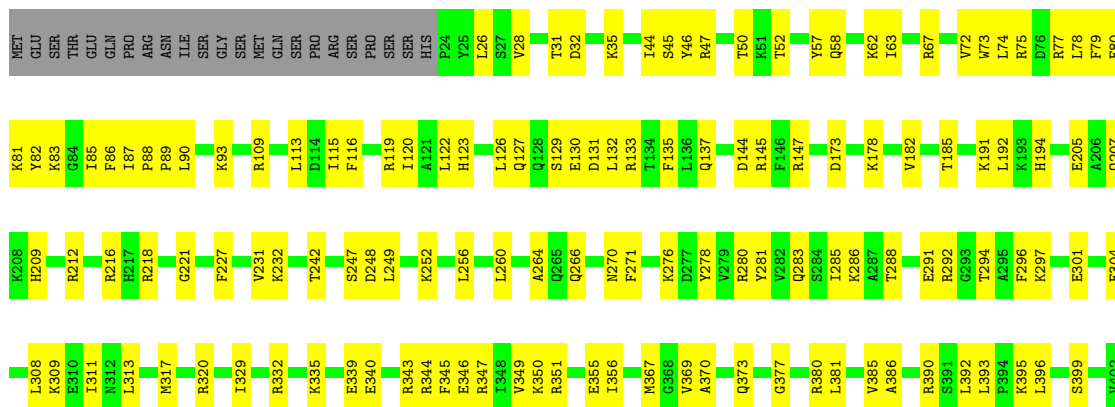 MET GLU SER THR GLU GLN PRO ARG ASN ILE SER GLY SER MET GLN SER PRO ARG SER PRO SER SER HIS P24 Y25 L26 S27 V28 T31 D32 K35 I44 S45 Y46 R47 T50 K51 T52 Y57 Q58 K62 I63 R67 V72 W73 L74 R75 D76 R77 L78 F79
K81 Y82 K83 G84 I85 F86 I87 P88 P89 L90 K93 R109 L113 D114 I115 F116 R119 I120 A121 L122 H123 L126 Q127 Q128 S129 E130 D131 L132 R133 T134 F135 L136 Q137 D144 R145 F146 R147 D173 K178 V182 T185 K191 L192 K193 H194 E205 A206
K208 H209 R212 R216 H217 R218 G221 F227 V231 K232 T242 S247 D248 L249 K252 L256 L260 A264 Q265 Q266 N270 F271 K276 D277 Y278 V279 R280 Y281 V282 Q283 S284 I285 K286 A287 T288 E291 R292 G293 T294 A295 F296 K297 E301
L308 K309 E310 I311 N312 L313 M317 R320 I329 R332 K335 E339 E340 R343 R344 F345 E346 R347 I348 V349 K350 R351 E355 I356 M367 G368 V369 A370 Q373 G377 R380 L381 V385 A386 R390 S391 L392 L393 P394 K395 L396 S399